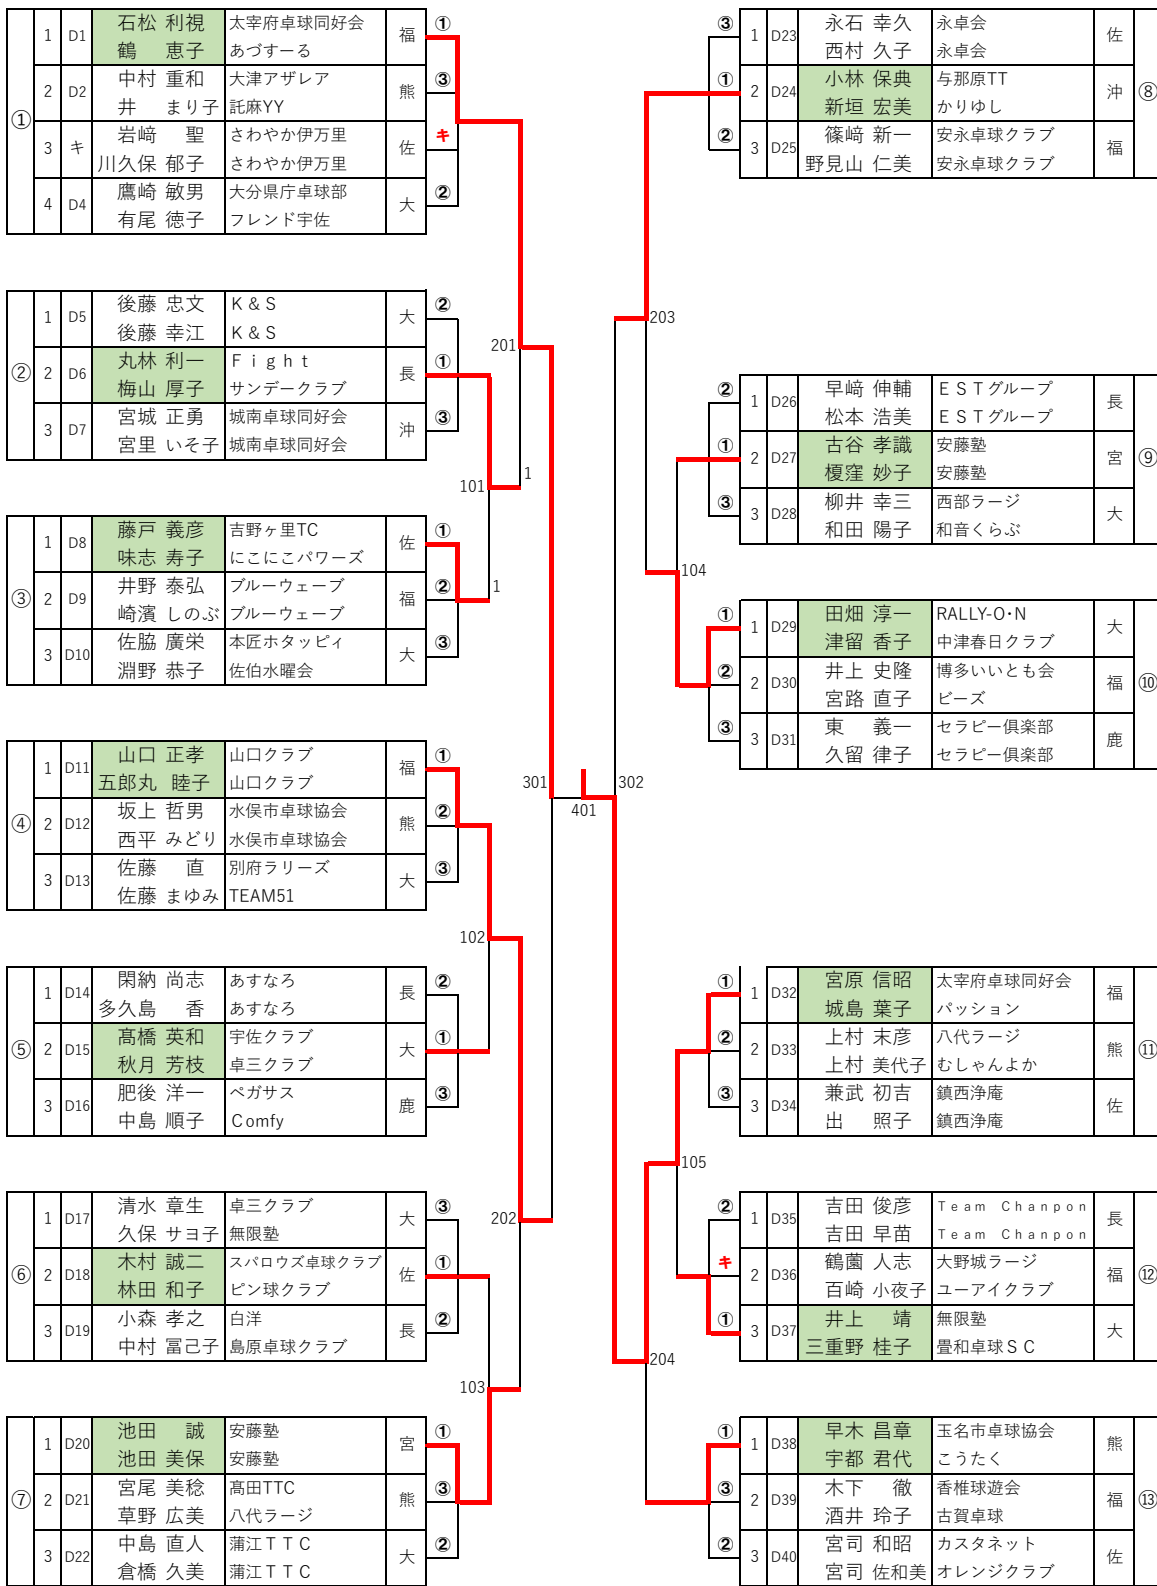 ①
1 D1 石松 利視 太宰府卓球同好会 福 ①
鶴　恵子 あづすーる
2 D2 中村 重和 大津アザレア 熊 ③
井　まり子 託麻YY
3 キ 岩﨑　聖 さわやか伊万里 佐 キ
川久保 郁子 さわやか伊万里
4 D4 鷹崎 敏男 大分県庁卓球部 大 ②
有尾 徳子 フレンド宇佐
②
1 D5 後藤 忠文 K＆S 大 ②
後藤 幸江 K＆S
2 D6 丸林 利一 Ｆｉｇｈｔ 長 ①
梅山 厚子 サンデークラブ
3 D7 宮城 正勇 城南卓球同好会 沖 ③
宮里 いそ子 城南卓球同好会
③
1 D8 藤戸 義彦 吉野ヶ里TC 佐 ①
味志 寿子 にこにこパワーズ
2 D9 井野 泰弘 ブルーウェーブ 福 ②
崎濱 しのぶ ブルーウェーブ
3 D10 佐脇 廣栄 本匠ホタッピィ 大 ③
淵野 恭子 佐伯水曜会
④
1 D11 山口 正孝 山口クラブ 福 ①
五郎丸 睦子 山口クラブ
2 D12 坂上 哲男 水俣市卓球協会 熊 ②
西平 みどり 水俣市卓球協会
3 D13 佐藤　直 別府ラリーズ 大 ③
佐藤 まゆみ TEAM51
⑤
1 D14 閑納 尚志 あすなろ 長 ②
多久島　香 あすなろ
2 D15 髙橋 英和 宇佐クラブ 大 ①
秋月 芳枝 卓三クラブ
3 D16 肥後 洋一 ペガサス 鹿 ③
中島 順子 Comfy
⑥
1 D17 清水 章生 卓三クラブ 大 ③
久保 サヨ子 無限塾
2 D18 木村 誠二 スパロウズ卓球クラブ 佐 ①
林田 和子 ピン球クラブ
3 D19 小森 孝之 白洋 長 ②
中村 冨己子 島原卓球クラブ
⑦
1 D20 池田　誠 安藤塾 宮 ①
池田 美保 安藤塾
2 D21 宮尾 美稔 髙田TTC 熊 ③
草野 広美 八代ラージ
3 D22 中島 直人 蒲江ＴＴＣ 大 ②
倉橋 久美 蒲江ＴＴＣ
201
1
101
1
301
102
202
103
401
302
203
104
105
204
⑧
③ 1 D23 永石 幸久 永卓会 佐
西村 久子 永卓会
① 2 D24 小林 保典 与那原TT 沖
新垣 宏美 かりゆし
② 3 D25 篠﨑 新一 安永卓球クラブ 福
野見山 仁美 安永卓球クラブ
⑨
② 1 D26 早﨑 伸輔 ＥＳＴグループ 長
松本 浩美 ＥＳＴグループ
① 2 D27 古谷 孝識 安藤塾 宮
榎窪 妙子 安藤塾
③ 3 D28 柳井 幸三 西部ラージ 大
和田 陽子 和音くらぶ
⑩
① 1 D29 田畑 淳一 RALLY-O･N 大
津留 香子 中津春日クラブ
② 2 D30 井上 史隆 博多いいとも会 福
宮路 直子 ビーズ
③ 3 D31 東　義一 セラピー倶楽部 鹿
久留 律子 セラピー倶楽部
⑪
① 1 D32 宮原 信昭 太宰府卓球同好会 福
城島 葉子 パッション
② 2 D33 上村 末彦 八代ラージ 熊
上村 美代子 むしゃんよか
③ 3 D34 兼武 初吉 鎮西浄庵 佐
出　照子 鎮西浄庵
⑫
② 1 D35 吉田 俊彦 Ｔｅａｍ Ｃｈａｎｐｏｎ 長
吉田 早苗 Ｔｅａｍ Ｃｈａｎｐｏｎ
キ 2 D36 鶴薗 人志 大野城ラージ 福
百崎 小夜子 ユーアイクラブ
① 3 D37 井上　靖 無限塾 大
三重野 桂子 畳和卓球ＳＣ
⑬
① 1 D38 早木 昌章 玉名市卓球協会 熊
宇都 君代 こうたく
③ 2 D39 木下　徹 香椎球遊会 福
酒井 玲子 古賀卓球
② 3 D40 宮司 和昭 カスタネット 佐
宮司 佐和美 オレンジクラブ